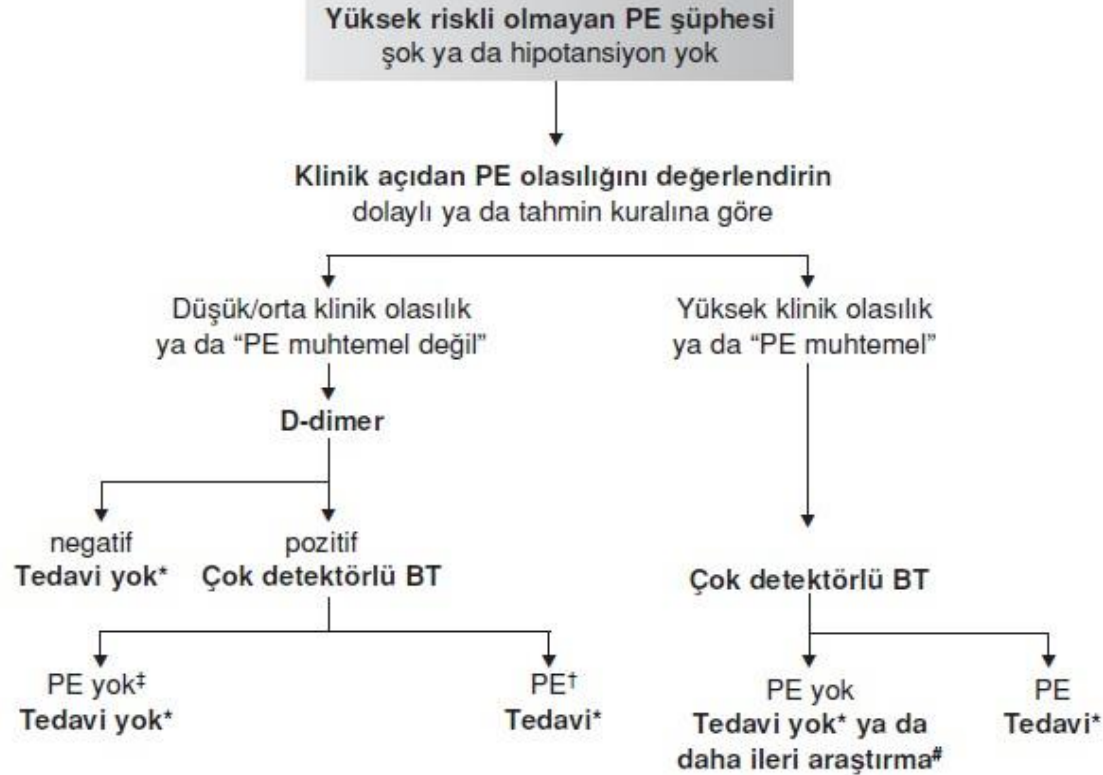 Yüksek riskli olmayan PE şüphesi
şok ya da hipotansiyon yok
Klinik açıdan PE olasılığını değerlendirin
dolaylı ya da tahmin kuralına göre
Düşük/orta klinik olasılık
ya da “PE muhtemel değil”
Yüksek klinik olasılık
ya da “PE muhtemel”
D-dimer
negatif
Tedavi yok*
pozitif
Çok detektörlü BT
Çok detektörlü BT
PE yok‡
Tedavi yok*
PE†
Tedavi*
PE yok
Tedavi yok* ya da
daha ileri araştırma#
PE
Tedavi*